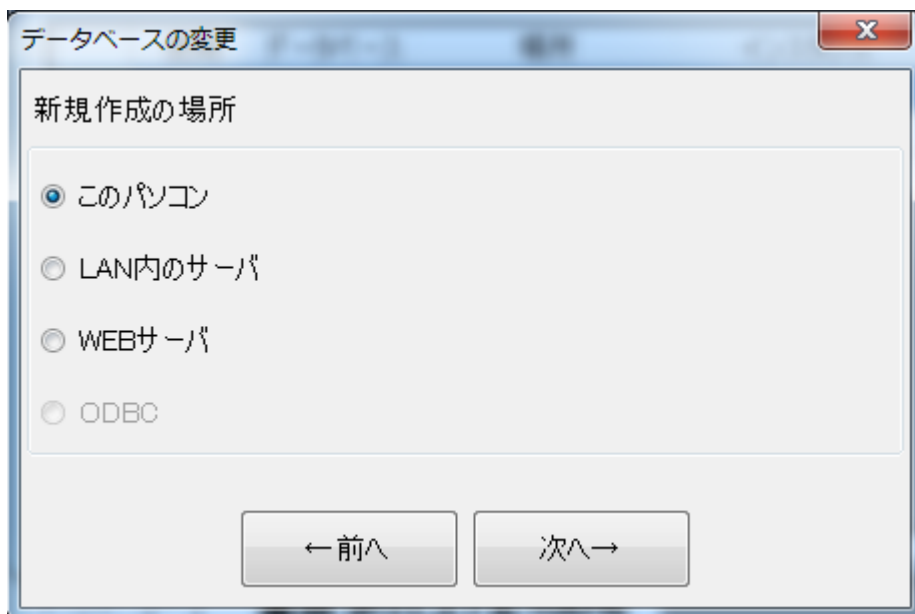 データベースの変更
新規作成の場所
このパソコン
LAN内のサーバ
WEBサーバ
ODBC
←前へ
次へ→